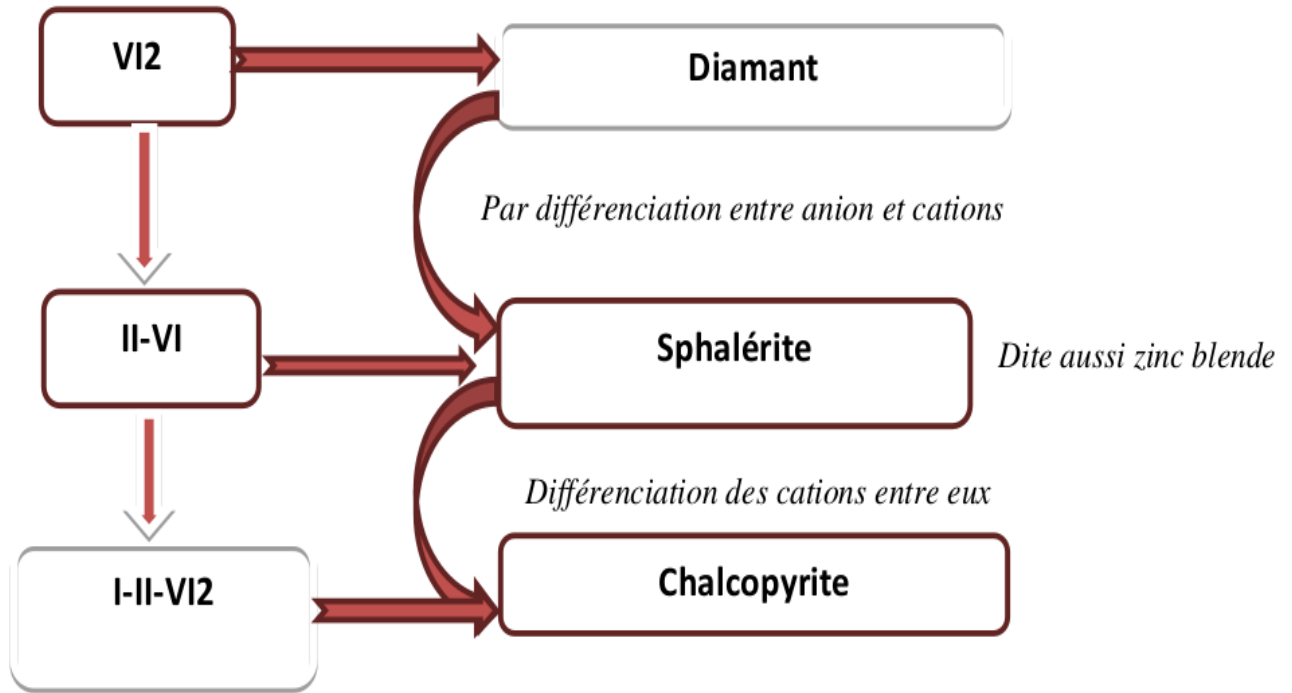 VI2
Diamant
Par différenciation entre anion et cations
II-VI
Sphalérite
Dite aussi zinc blende
Différenciation des cations entre eux
I-II-VI2
Chalcopyrite